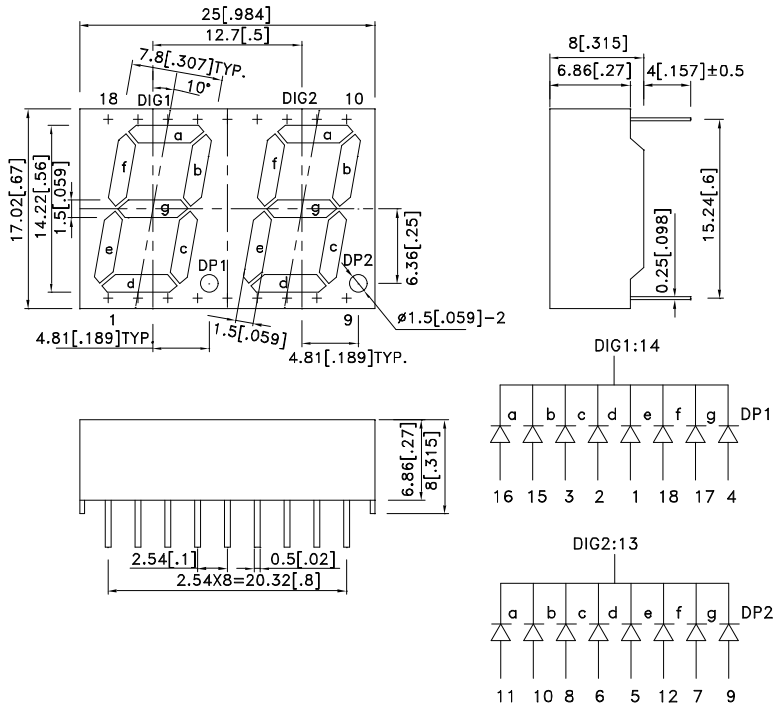 25[.984]
12.7[.5]
7.8[.307]TYP.
10°
18 DIG1 DIG2 10
a
f b
g
e c
d
DP1
a
f b
g
e c
d
DP2
17.02[.67]
14.22[.56]
1.5[.059]
6.36[.25]
1 9
4.81[.189]TYP.
1.5[.059]
4.81[.189]TYP.
ø1.5[.059]-2
8[.315]
6.86[.27] 4[.157]±0.5
15.24[.6]
0.25[.098]
6.86[.27]
8[.315]
2.54[.1] 0.5[.02]
2.54X8=20.32[.8]
DIG1:14
a b c d e f g DP1
16 15 3 2 1 18 17 4
DIG2:13
a b c d e f g DP2
11 10 8 6 5 12 7 9